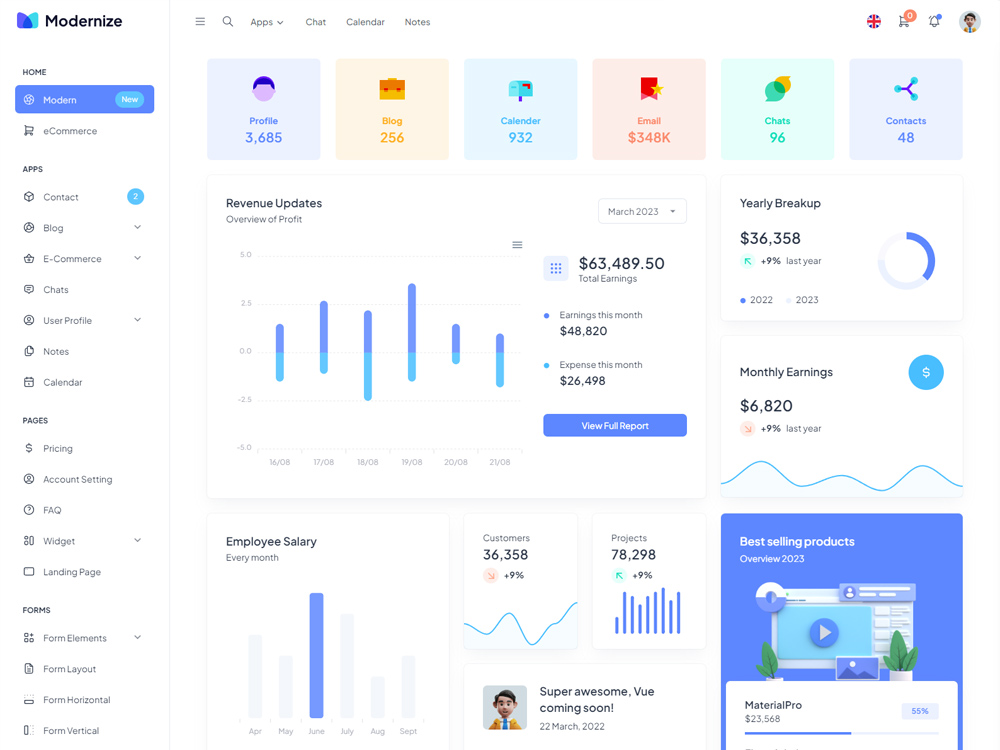 Modernize
Apps
Chat
Calendar
Notes
0
HOME
Modern
New
eCommerce
APPS
Contact
2
Blog
E-Commerce
Chats
User Profile
Notes
Calendar
PAGES
Pricing
Account Setting
FAQ
Widget
Landing Page
FORMS
Form Elements
Form Layout
Form Horizontal
Form Vertical
Profile
3,685
Blog
256
Calender
932
Email
$348K
Chats
96
Contacts
48
Revenue Updates
Overview of Profit
March 2023
5.0
2.5
0.0
-2.5
-5.0
16/08 17/08 18/08 19/08 20/08 21/08
$63,489.50
Total Earnings
Earnings this month
$48,820
Expense this month
$26,498
View Full Report
Yearly Breakup
$36,358
+9% last year
2022 2023
Monthly Earnings
$
$6,820
+9% last year
Employee Salary
Every month
Apr May June July Aug Sept
Customers
36,358
+9%
Projects
78,298
+9%
Super awesome, Vue
coming soon!
22 March, 2022
Best selling products
Overview 2023
MaterialPro
$23,568
55%